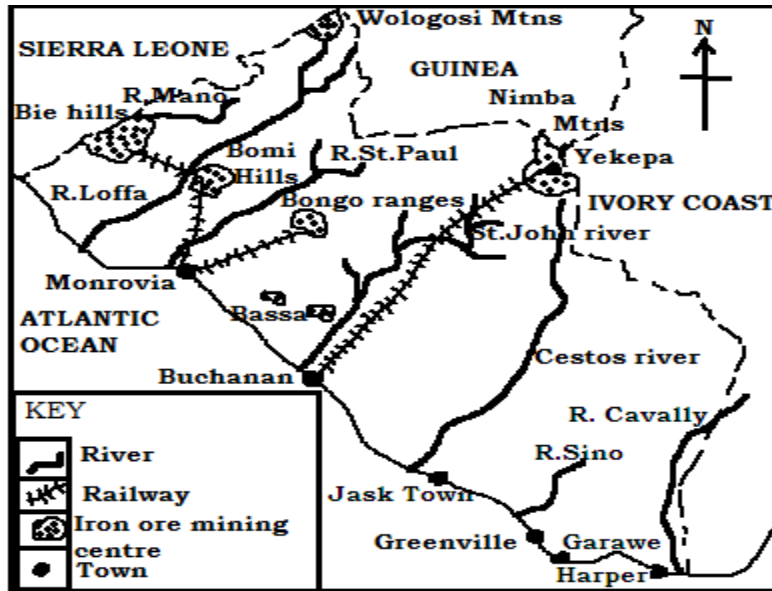 Wologosi Mtns
SIERRA LEONE
N
GUINEA
R.Mano
Nimba
Mtns
Bie hills
Yekepa
Bomi
Hills
R.St.Paul
R.Loffa
Bongo ranges
IVORY COAST
St.John river
Monrovia
Bassa
ATLANTIC
OCEAN
Cestos river
Buchanan
R. Cavally
R.Sino
Jask Town
Greenville
Garawe
Harper
KEY
River
Railway
Iron ore mining
centre
Town